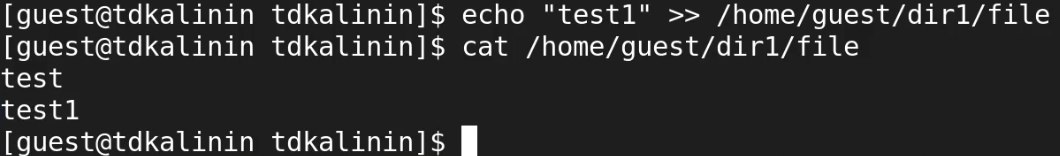 [guest@tdkalinin tdkalinin]$ echo "test1" >> /home/guest/dir1/file
[guest@tdkalinin tdkalinin]$ cat /home/guest/dir1/file
test
test1
[guest@tdkalinin tdkalinin]$